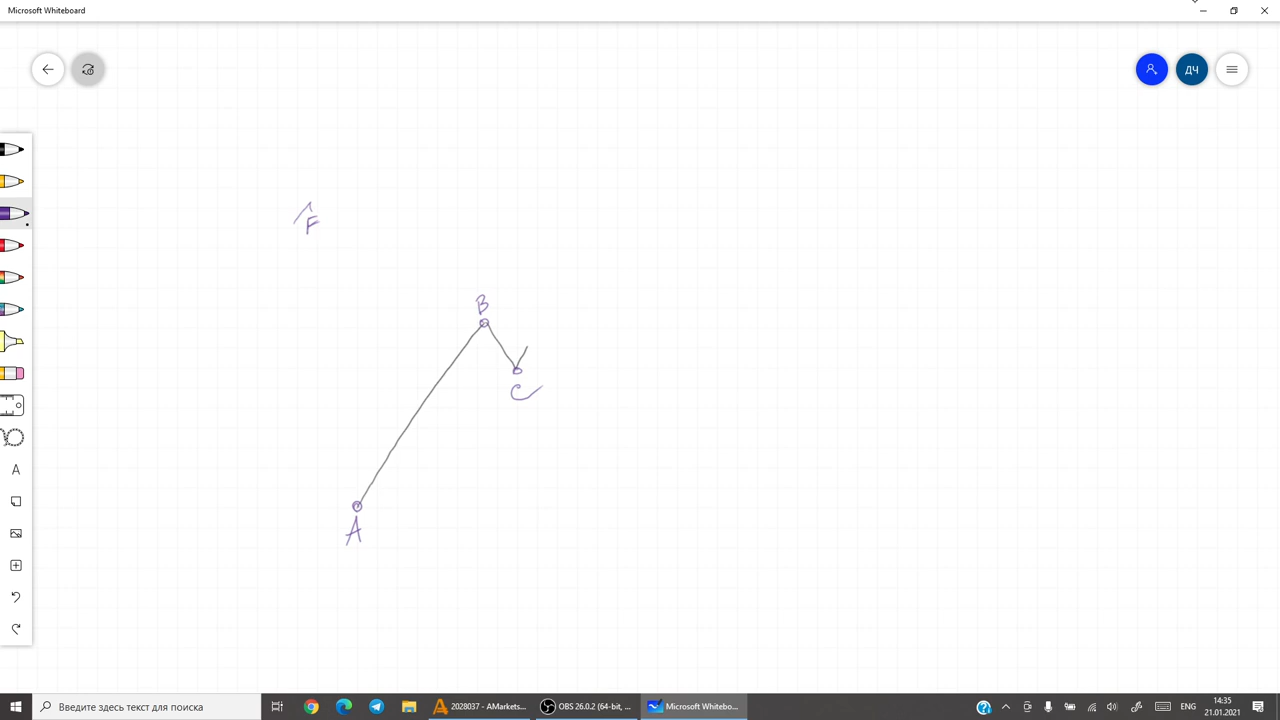 Microsoft Whiteboard
ДЧ
F
B
C
A
A
Введите здесь текст для поиска
2028037 - AMarkets...
OBS 26.0.2 (64-bit, ...
Microsoft Whitebo...
ENG
14:35
21.01.2021